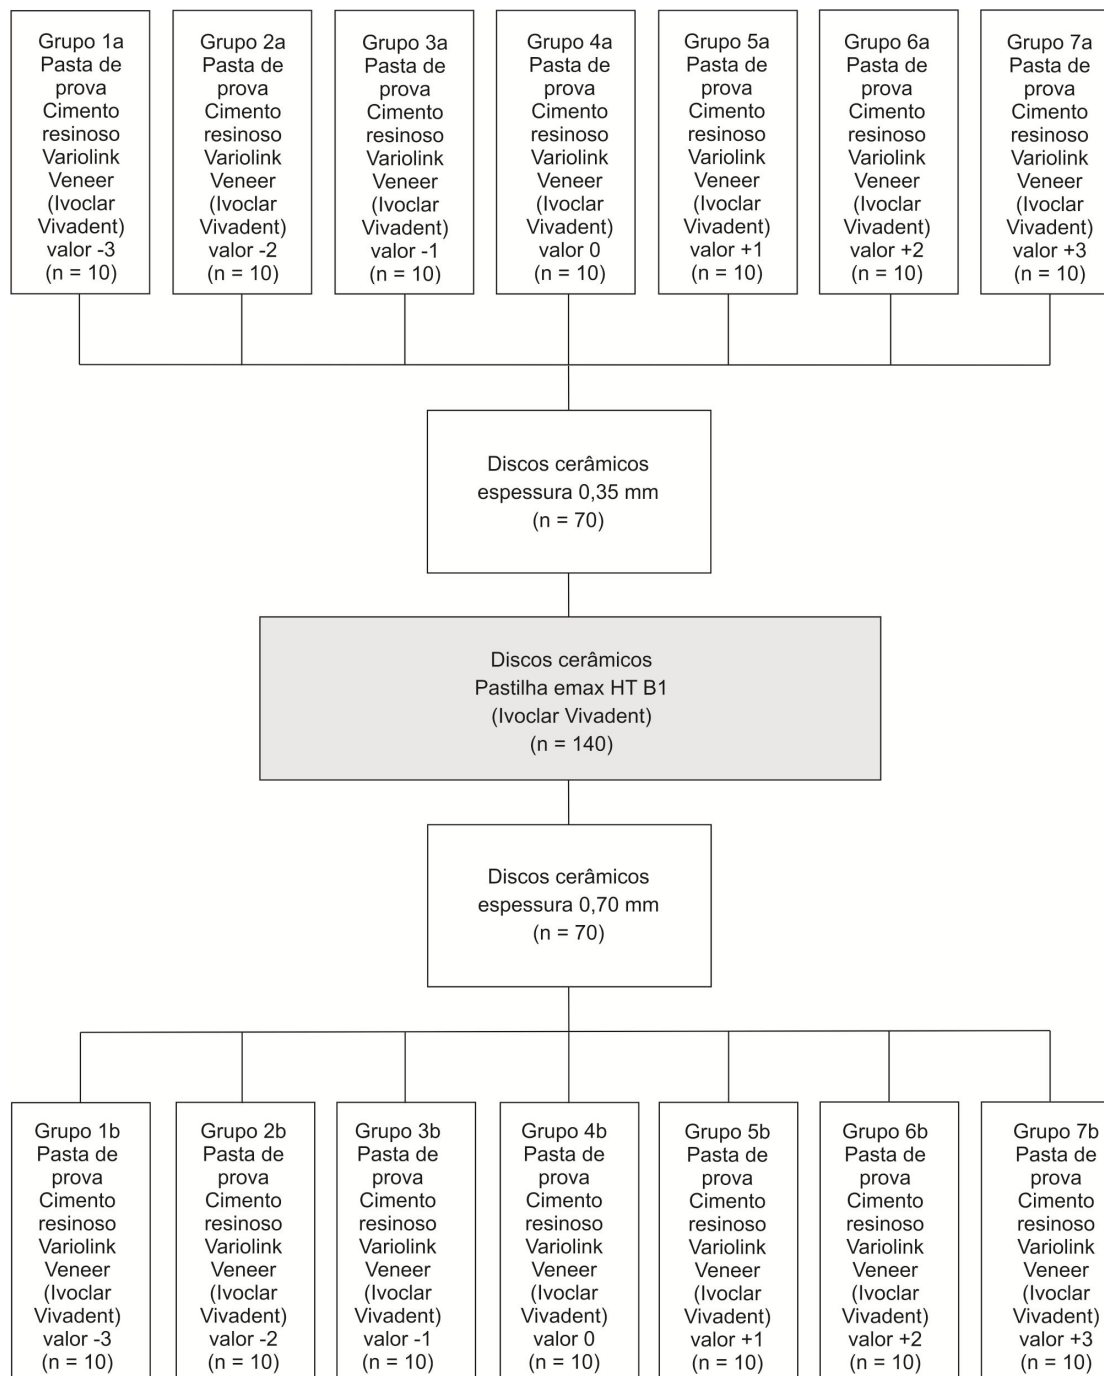 Grupo 1a
Pasta de
prova
Cimento
resinoso
Variolink
Veneer
(Ivoclar
Vivadent)
valor -3
(n = 10)
Grupo 2a
Pasta de
prova
Cimento
resinoso
Variolink
Veneer
(Ivoclar
Vivadent)
valor -2
(n = 10)
Grupo 3a
Pasta de
prova
Cimento
resinoso
Variolink
Veneer
(Ivoclar
Vivadent)
valor -1
(n = 10)
Grupo 4a
Pasta de
prova
Cimento
resinoso
Variolink
Veneer
(Ivoclar
Vivadent)
valor 0
(n = 10)
Grupo 5a
Pasta de
prova
Cimento
resinoso
Variolink
Veneer
(Ivoclar
Vivadent)
valor +1
(n = 10)
Grupo 6a
Pasta de
prova
Cimento
resinoso
Variolink
Veneer
(Ivoclar
Vivadent)
valor +2
(n = 10)
Grupo 7a
Pasta de
prova
Cimento
resinoso
Variolink
Veneer
(Ivoclar
Vivadent)
valor +3
(n = 10)
Discos cerâmicos
espessura 0,35 mm
(n = 70)
Discos cerâmicos
Pastilha emax HT B1
(Ivoclar Vivadent)
(n = 140)
Discos cerâmicos
espessura 0,70 mm
(n = 70)
Grupo 1b
Pasta de
prova
Cimento
resinoso
Variolink
Veneer
(Ivoclar
Vivadent)
valor -3
(n = 10)
Grupo 2b
Pasta de
prova
Cimento
resinoso
Variolink
Veneer
(Ivoclar
Vivadent)
valor -2
(n = 10)
Grupo 3b
Pasta de
prova
Cimento
resinoso
Variolink
Veneer
(Ivoclar
Vivadent)
valor -1
(n = 10)
Grupo 4b
Pasta de
prova
Cimento
resinoso
Variolink
Veneer
(Ivoclar
Vivadent)
valor 0
(n = 10)
Grupo 5b
Pasta de
prova
Cimento
resinoso
Variolink
Veneer
(Ivoclar
Vivadent)
valor +1
(n = 10)
Grupo 6b
Pasta de
prova
Cimento
resinoso
Variolink
Veneer
(Ivoclar
Vivadent)
valor +2
(n = 10)
Grupo 7b
Pasta de
prova
Cimento
resinoso
Variolink
Veneer
(Ivoclar
Vivadent)
valor +3
(n = 10)